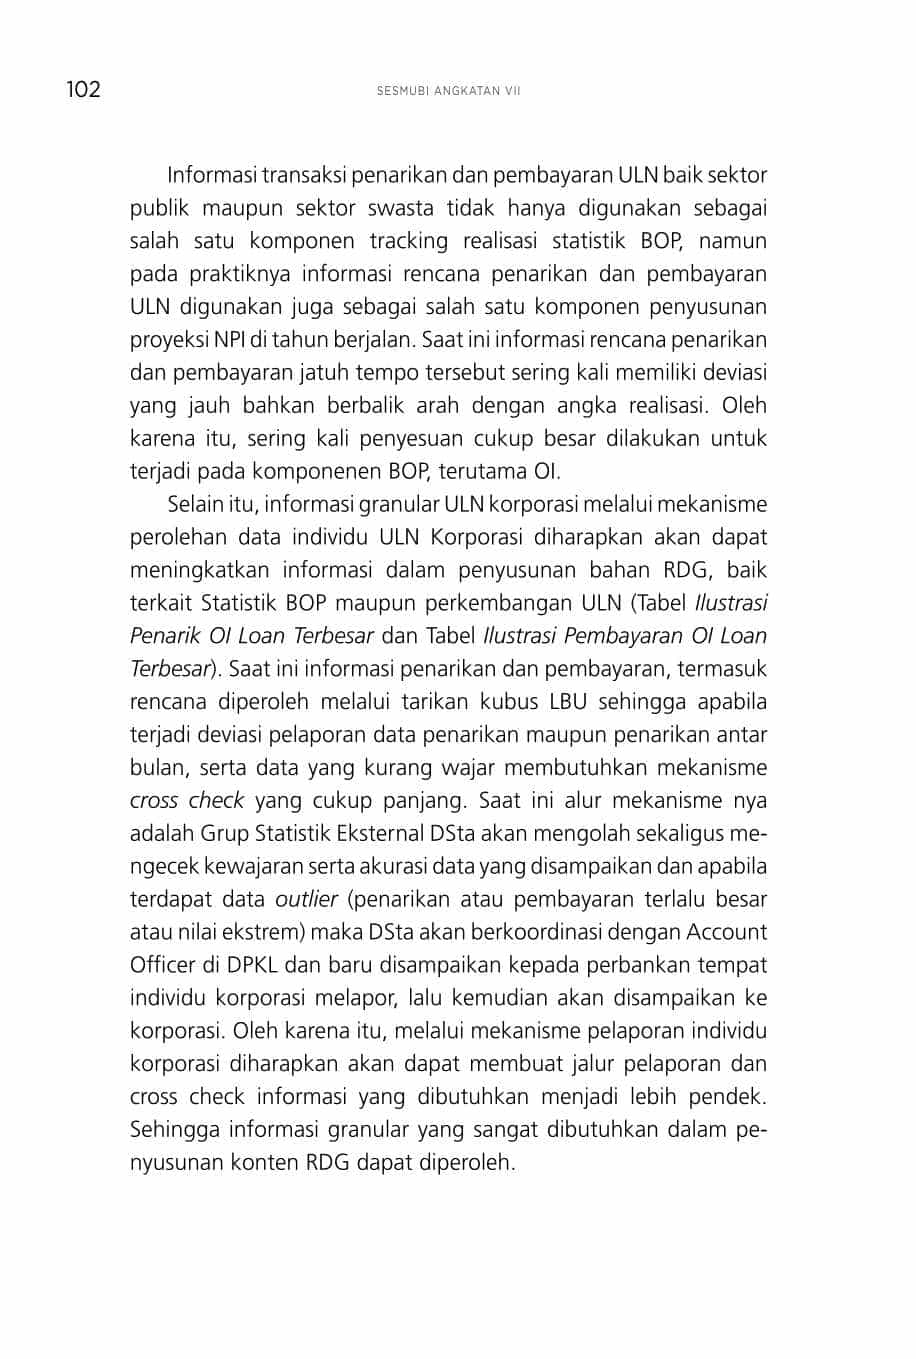 102
SESMUBI ANGKATAN VII
Informasi transaksi penarikan dan pembayaran ULN baik sektor
publik maupun sektor swasta tidak hanya digunakan sebagai
salah satu komponen tracking realisasi statistik BOP, namun
pada praktiknya informasi rencana penarikan dan pembayaran
ULN digunakan juga sebagai salah satu komponen penyusunan
proyeksi NPI di tahun berjalan. Saat ini informasi rencana penarikan
dan pembayaran jatuh tempo tersebut sering kali memiliki deviasi
yang jauh bahkan berbalik arah dengan angka realisasi. Oleh
karena itu, sering kali penyesuan cukup besar dilakukan untuk
terjadi pada komponenen BOP, terutama OI.
Selain itu, informasi granular ULN korporasi melalui mekanisme
perolehan data individu ULN Korporasi diharapkan akan dapat
meningkatkan informasi dalam penyusunan bahan RDG, baik
terkait Statistik BOP maupun perkembangan ULN (Tabel Ilustrasi
Penarik OI Loan Terbesar dan Tabel Ilustrasi Pembayaran OI Loan
Terbesar). Saat ini informasi penarikan dan pembayaran, termasuk
rencana diperoleh melalui tarikan kubus LBU sehingga apabila
terjadi deviasi pelaporan data penarikan maupun penarikan antar
bulan, serta data yang kurang wajar membutuhkan mekanisme
cross check yang cukup panjang. Saat ini alur mekanisme nya
adalah Grup Statistik Eksternal DSta akan mengolah sekaligus me-
ngecek kewajaran serta akurasi data yang disampaikan dan apabila
terdapat data outlier (penarikan atau pembayaran terlalu besar
atau nilai ekstrem) maka DSta akan berkoordinasi dengan Account
Officer di DPKL dan baru disampaikan kepada perbankan tempat
individu korporasi melapor, lalu kemudian akan disampaikan ke
korporasi. Oleh karena itu, melalui mekanisme pelaporan individu
korporasi diharapkan akan dapat membuat jalur pelaporan dan
cross check informasi yang dibutuhkan menjadi lebih pendek.
Sehingga informasi granular yang sangat dibutuhkan dalam pe-
nyusunan konten RDG dapat diperoleh.